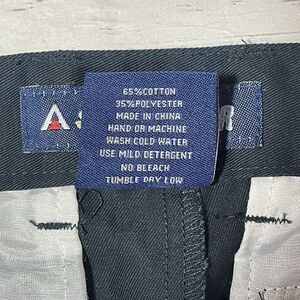 65%COTTON
35%POLYESTER
MADE IN CHINA
HAND OR MACHINE
WASH COLD WATER
USE MILD DETERGENT
NO BLEACH
TUMBLE DRY LOW